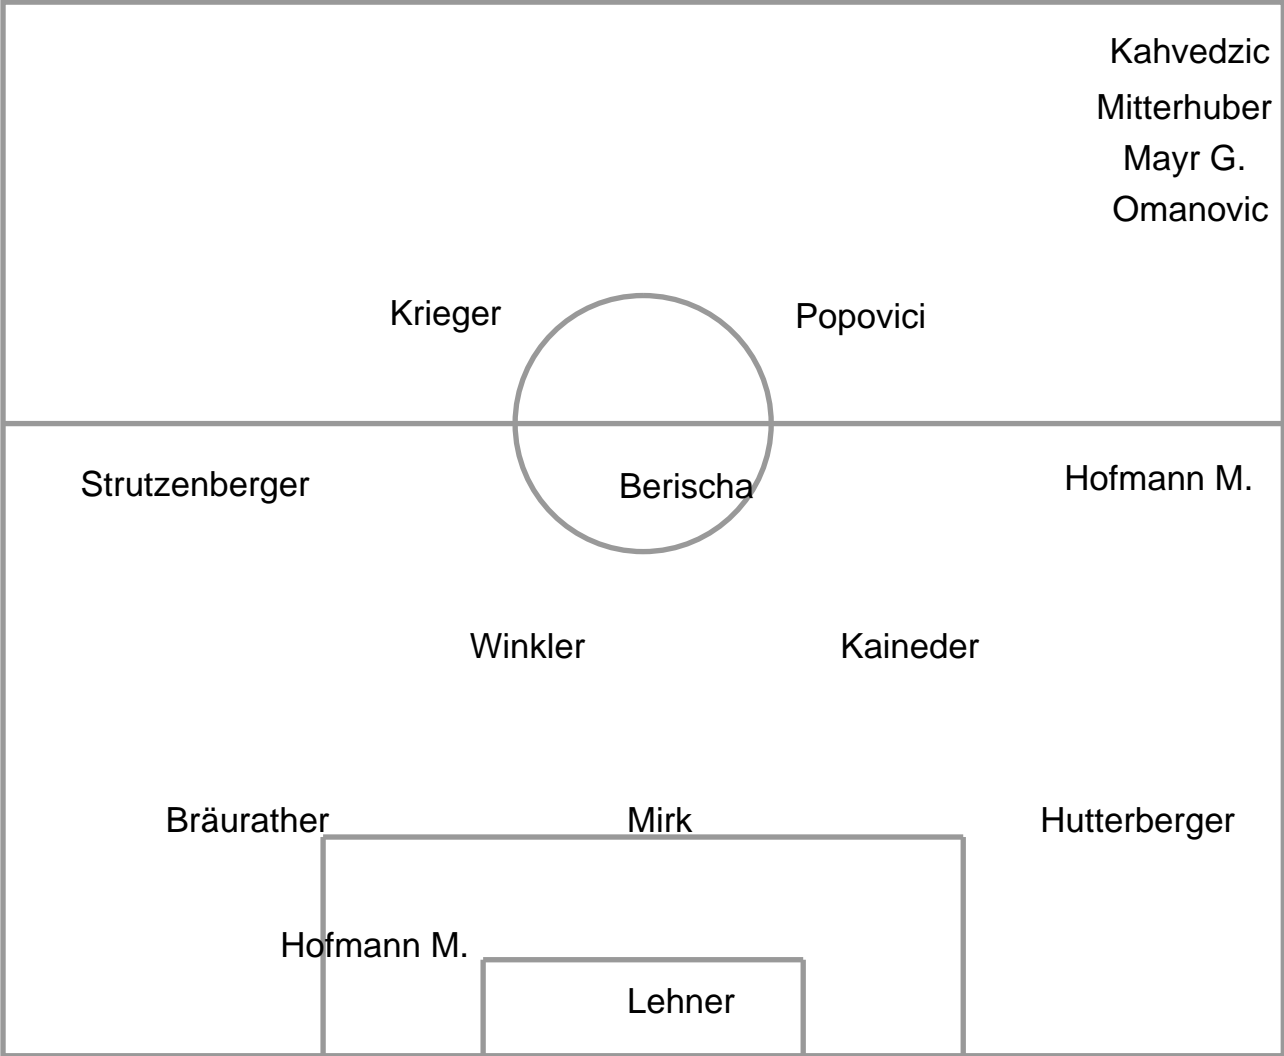 Kahvedzic
Mitterhuber
Mayr G.
Omanovic
Krieger
Popovici
Strutzenberger
Berischa
Hofmann M.
Winkler
Kaineder
Bräurather
Mirk
Hutterberger
Hofmann M.
Lehner